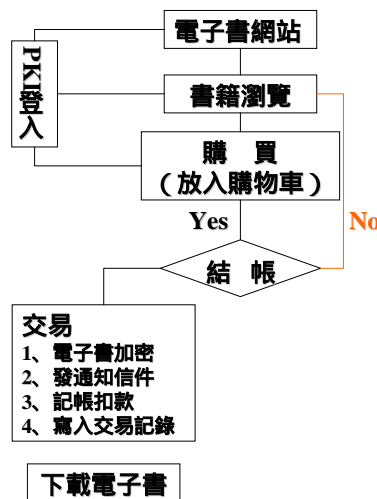 電子書網站
PKI登入
書籍瀏覽
購 買
(放入購物車)
Yes
No
結 帳
交易
1、電子書加密
2、發通知信件
3、記帳扣款
4、寫入交易記錄
下載電子書